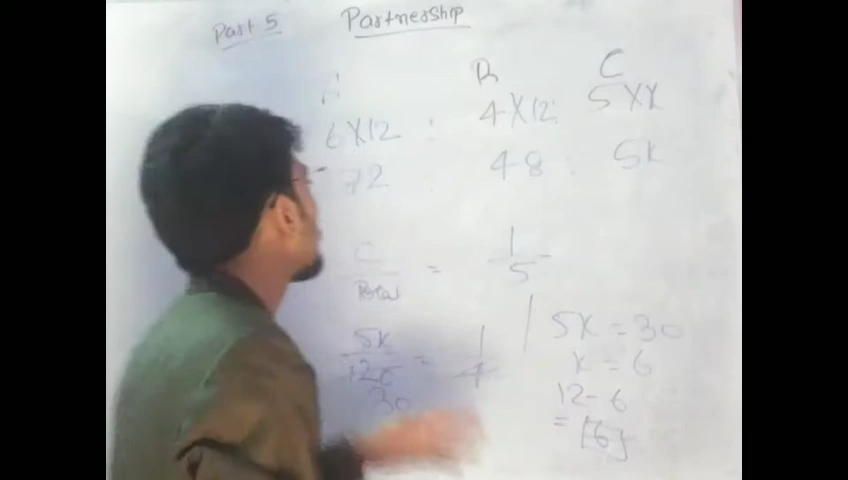 Part 5
Partnership
A B C
6X12 : 4X12 : 5XX
72 : 48 : 5x
C/Total = 1/5
5x/120 = 1/4
30
5x = 30
x = 6
12-6
= [6]